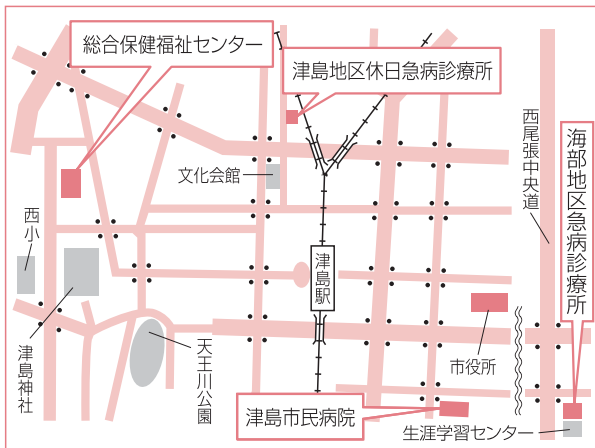 総合保健福祉センター
津島地区休日急病診療所
西尾張中央道
海部地区急病診療所
文化会館
西小
津島駅
市役所
津島神社
天王川公園
津島市民病院
生涯学習センター